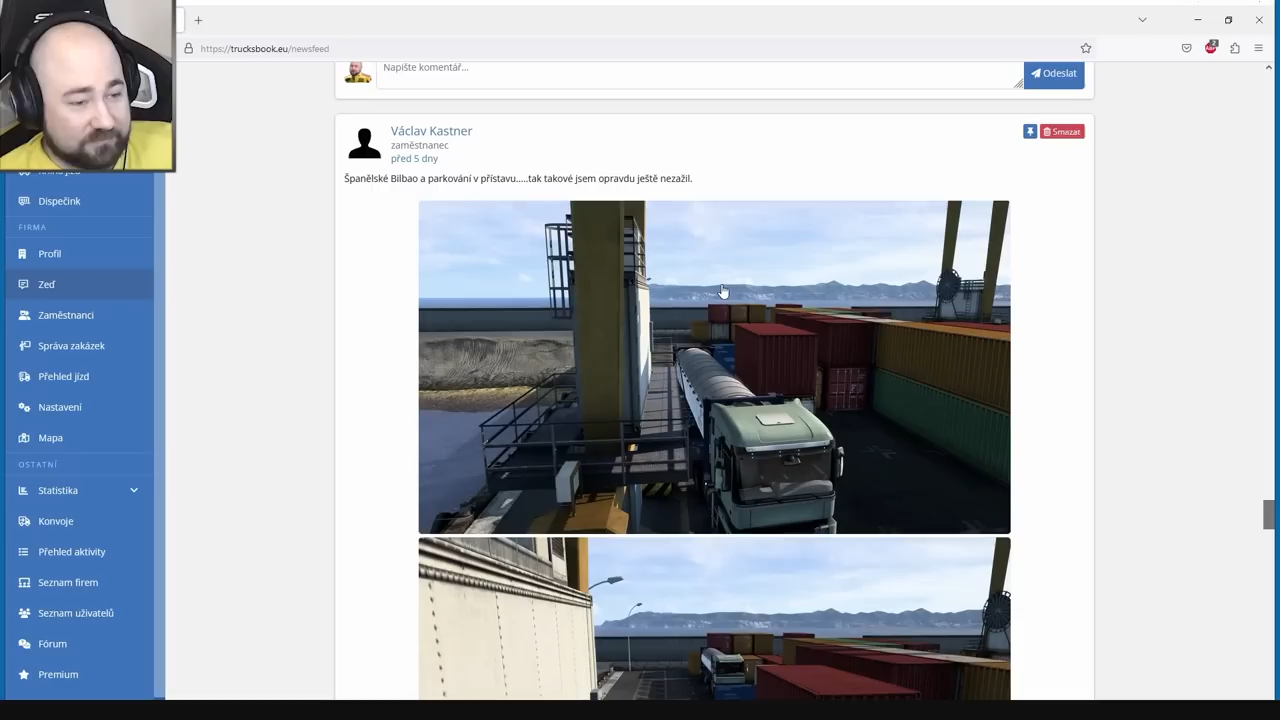 https://trucksbook.eu/newsfeed
2
Napište komentář...
Odeslat
Václav Kastner
zaměstnanec
před 5 dny
Smazat
Španělské Bilbao a parkování v přístavu.....tak takové jsem opravdu ještě nezažil.
Dispečink
FIRMA
Profil
Zeď
Zaměstnanci
Správa zakázek
Přehled jízd
Nastavení
Mapa
OSTATNÍ
Statistika
Konvoje
Přehled aktivity
Seznam firem
Seznam uživatelů
Fórum
Premium